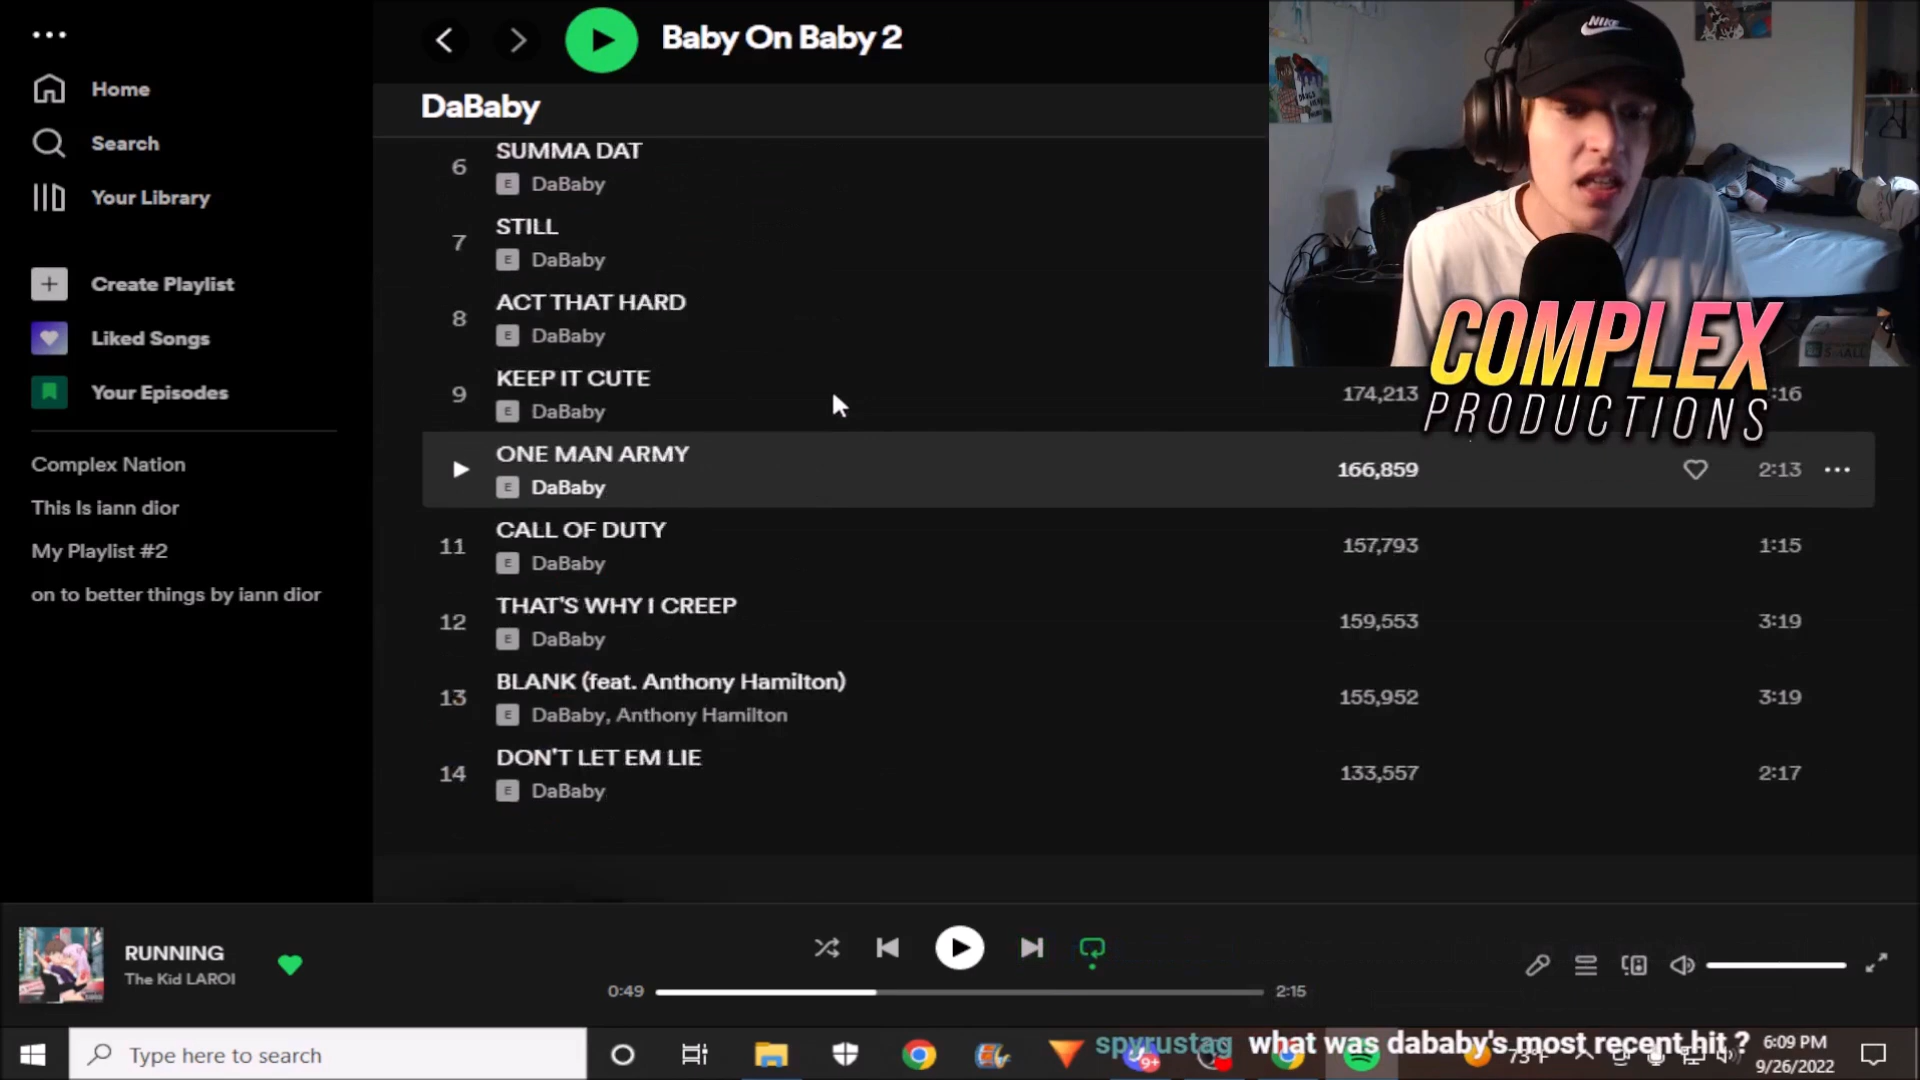 Baby On Baby 2
DaBaby
Home
Search
Your Library
Create Playlist
Liked Songs
Your Episodes
Complex Nation
This Is iann dior
My Playlist #2
on to better things by iann dior
6
SUMMA DAT
E DaBaby
7
STILL
E DaBaby
8
ACT THAT HARD
E DaBaby
9
KEEP IT CUTE
E DaBaby
174,213
:16
ONE MAN ARMY
E DaBaby
166,859
2:13
11
CALL OF DUTY
E DaBaby
157,793
1:15
12
THAT'S WHY I CREEP
E DaBaby
159,553
3:19
13
BLANK (feat. Anthony Hamilton)
E DaBaby, Anthony Hamilton
155,952
3:19
14
DON'T LET EM LIE
E DaBaby
133,557
2:17
NIKE
COMPLEX
PRODUCTIONS
RUNNING
The Kid LAROI
0:49
2:15
Type here to search
9+
spyrustag what was dababy's most recent hit ?
73°F
6:09 PM
9/26/2022